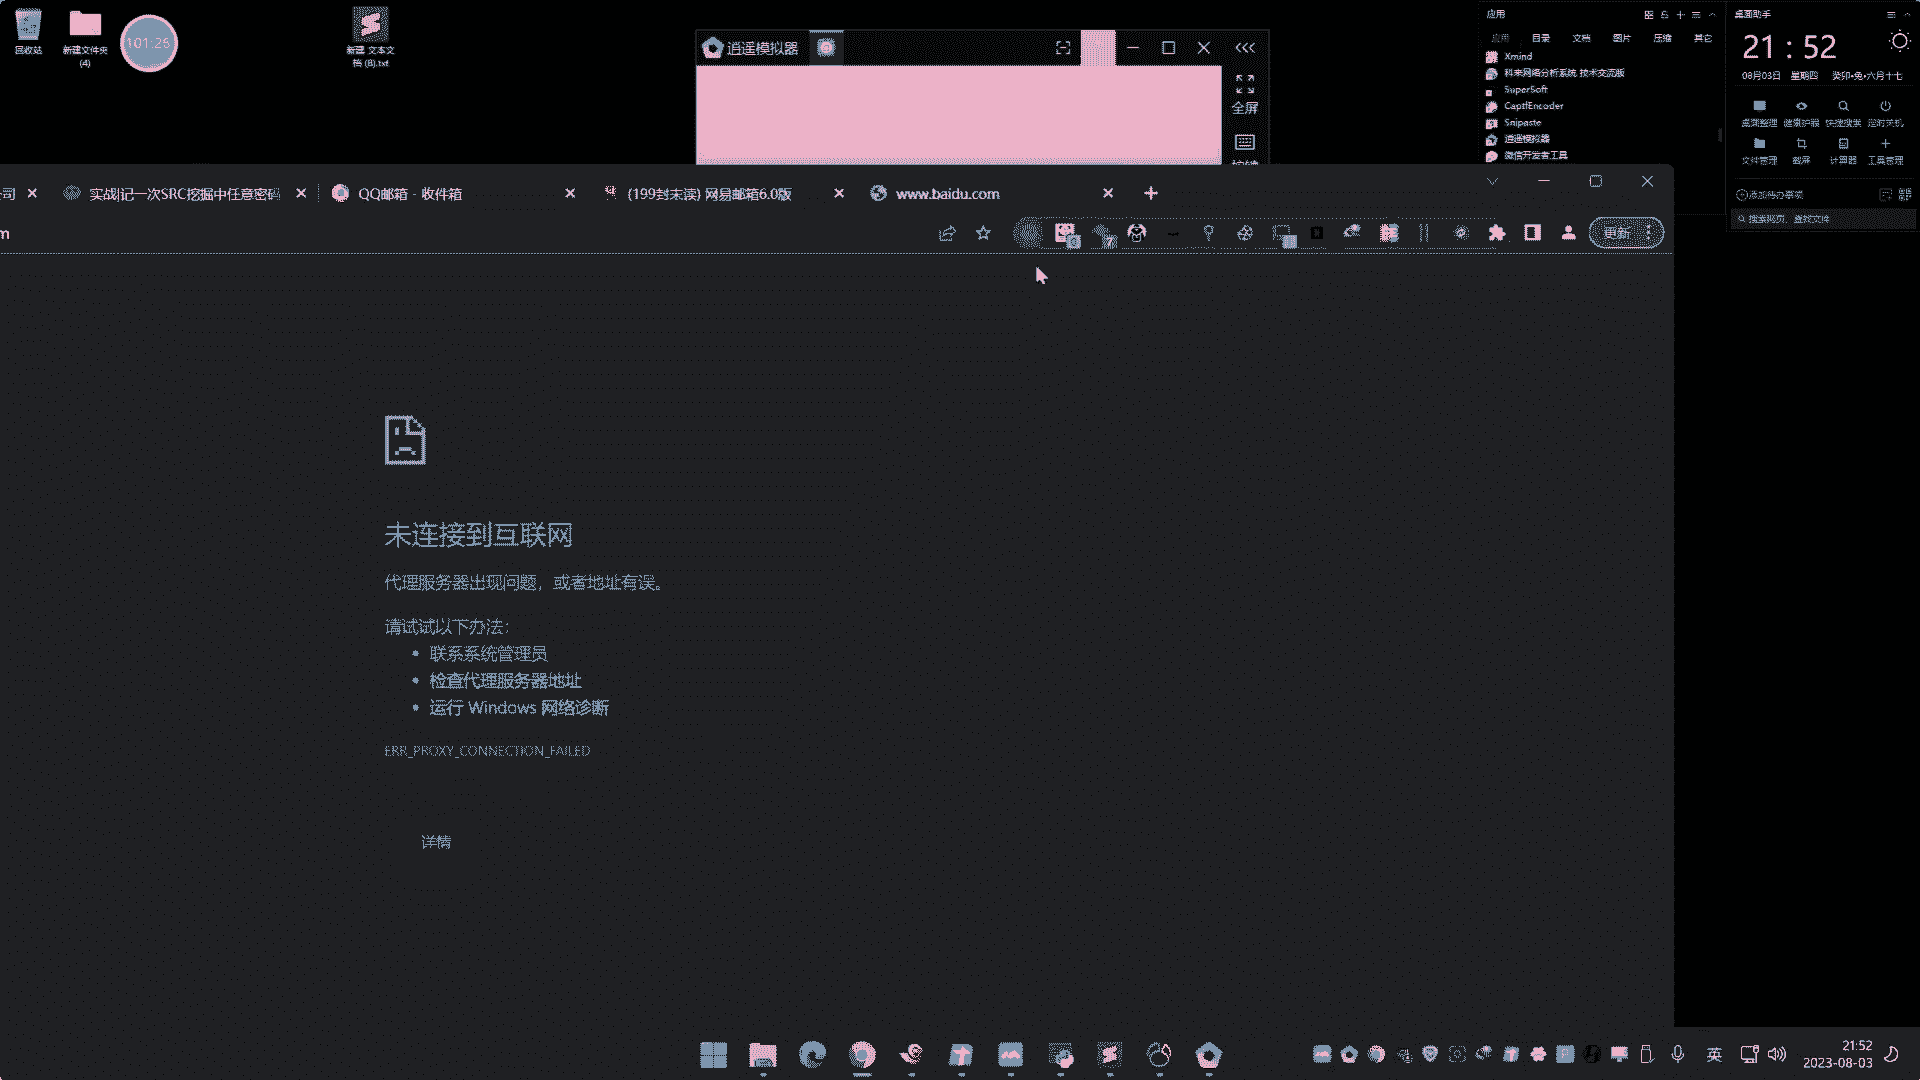 回收站
新建文件夹
(4)
101:26
新建 文本文
档 (8).txt
逍遥模拟器
全屏
应用
应用 目录 文档 图片 压缩 其它
Xmind
科来网络分析系统 技术交流版
SuperSoft
CaptfEncoder
Snipaste
逍遥模拟器
微信开发者工具
桌面助手
21:52
08月03日 星期四 癸卯·兔·六月十七
桌面整理 健康护眼 快速搜索 定时关机
文件管理 截屏 计算器 工具管理
添加待办事项
搜索网页、查找文件
司
实战|记一次SRC挖掘中任意密码
QQ邮箱 - 收件箱
(199封未读) 网易邮箱6.0版
www.baidu.com
m
更新
未连接到互联网
代理服务器出现问题，或者地址有误。
请试试以下办法：
• 联系系统管理员
• 检查代理服务器地址
• 运行 Windows 网络诊断
ERR_PROXY_CONNECTION_FAILED
详情
英
21:52
2023-08-03